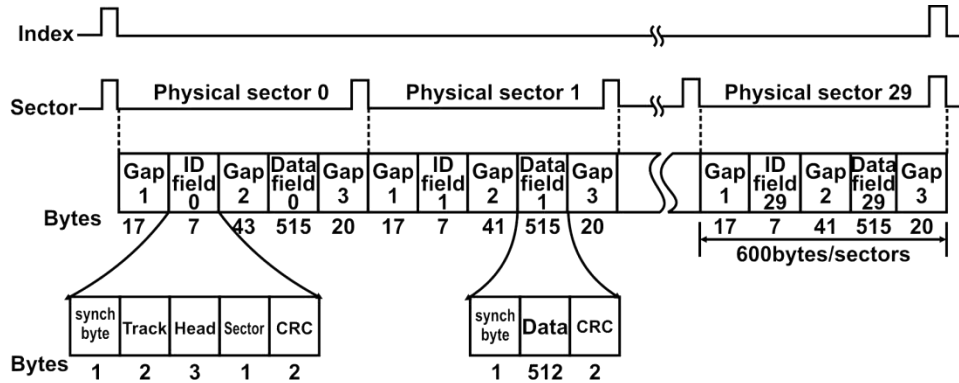 Index
Sector
Physical sector 0 Physical sector 1 Physical sector 29
Gap 1 ID field 0 Gap 2 Data field 0 Gap 3 Gap 1 ID field 1 Gap 2 Data field 1 Gap 3 Gap 1 ID field 29 Gap 2 Data field 29 Gap 3
Bytes 17 7 43 515 20 17 7 41 515 20 17 7 41 515 20
600bytes/sectors
synch byte Track Head Sector CRC synch byte Data CRC
Bytes 1 2 3 1 2 1 512 2